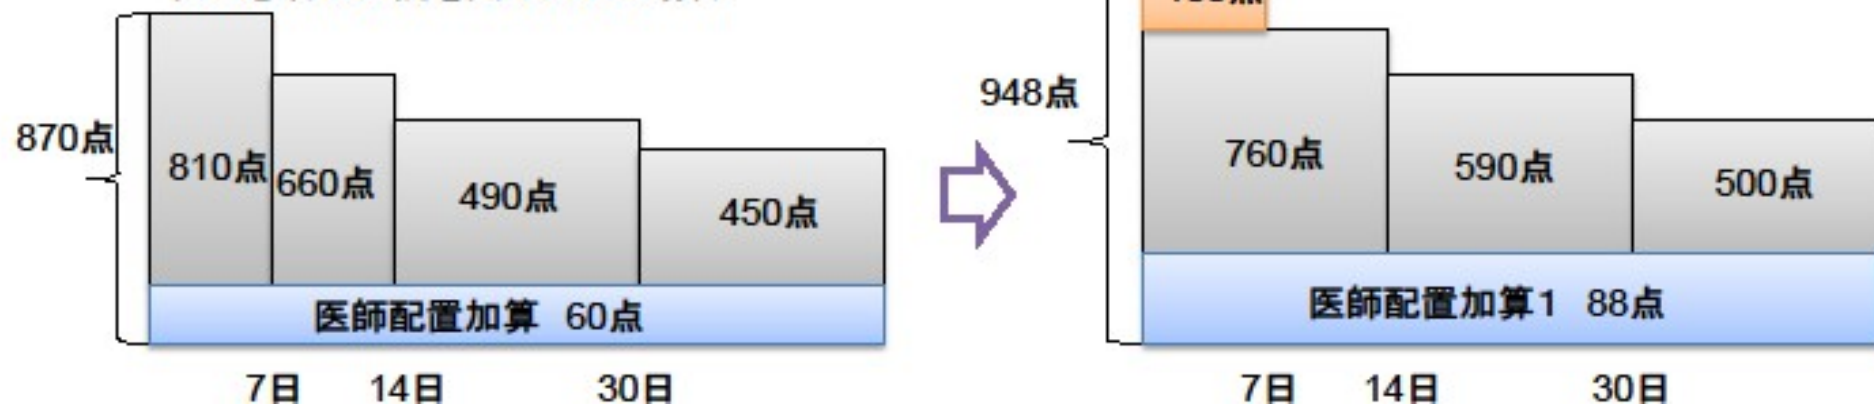 870点
810点
660点
490点
450点
医師配置加算 60点
7日 14日 30日
948点
760点
590点
500点
医師配置加算1 88点
7日 14日 30日